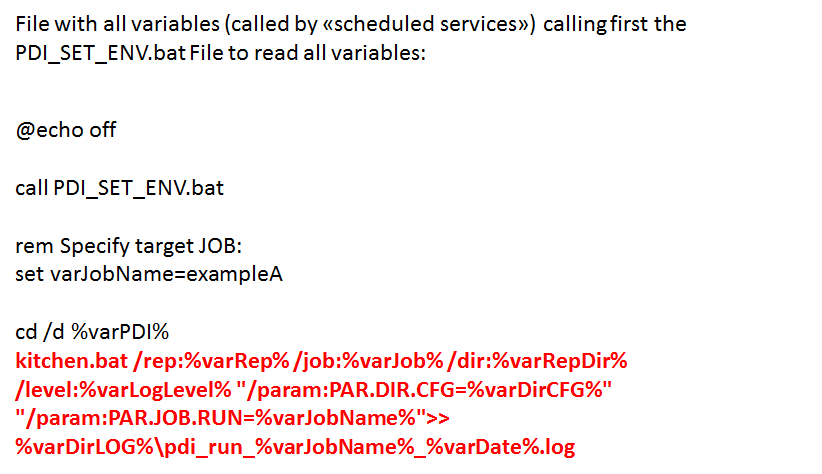 File with all variables (called by «scheduled services») calling first the
PDI_SET_ENV.bat File to read all variables:
@echo off
call PDI_SET_ENV.bat
rem Specify target JOB:
set varJobName=exampleA
cd /d %varPDI%
kitchen.bat /rep:%varRep% /job:%varJob% /dir:%varRepDir%
/level:%varLogLevel% "/param:PAR.DIR.CFG=%varDirCFG%"
"/param:PAR.JOB.RUN=%varJobName%">>
%varDirLOG%\pdi_run_%varJobName%_%varDate%.log